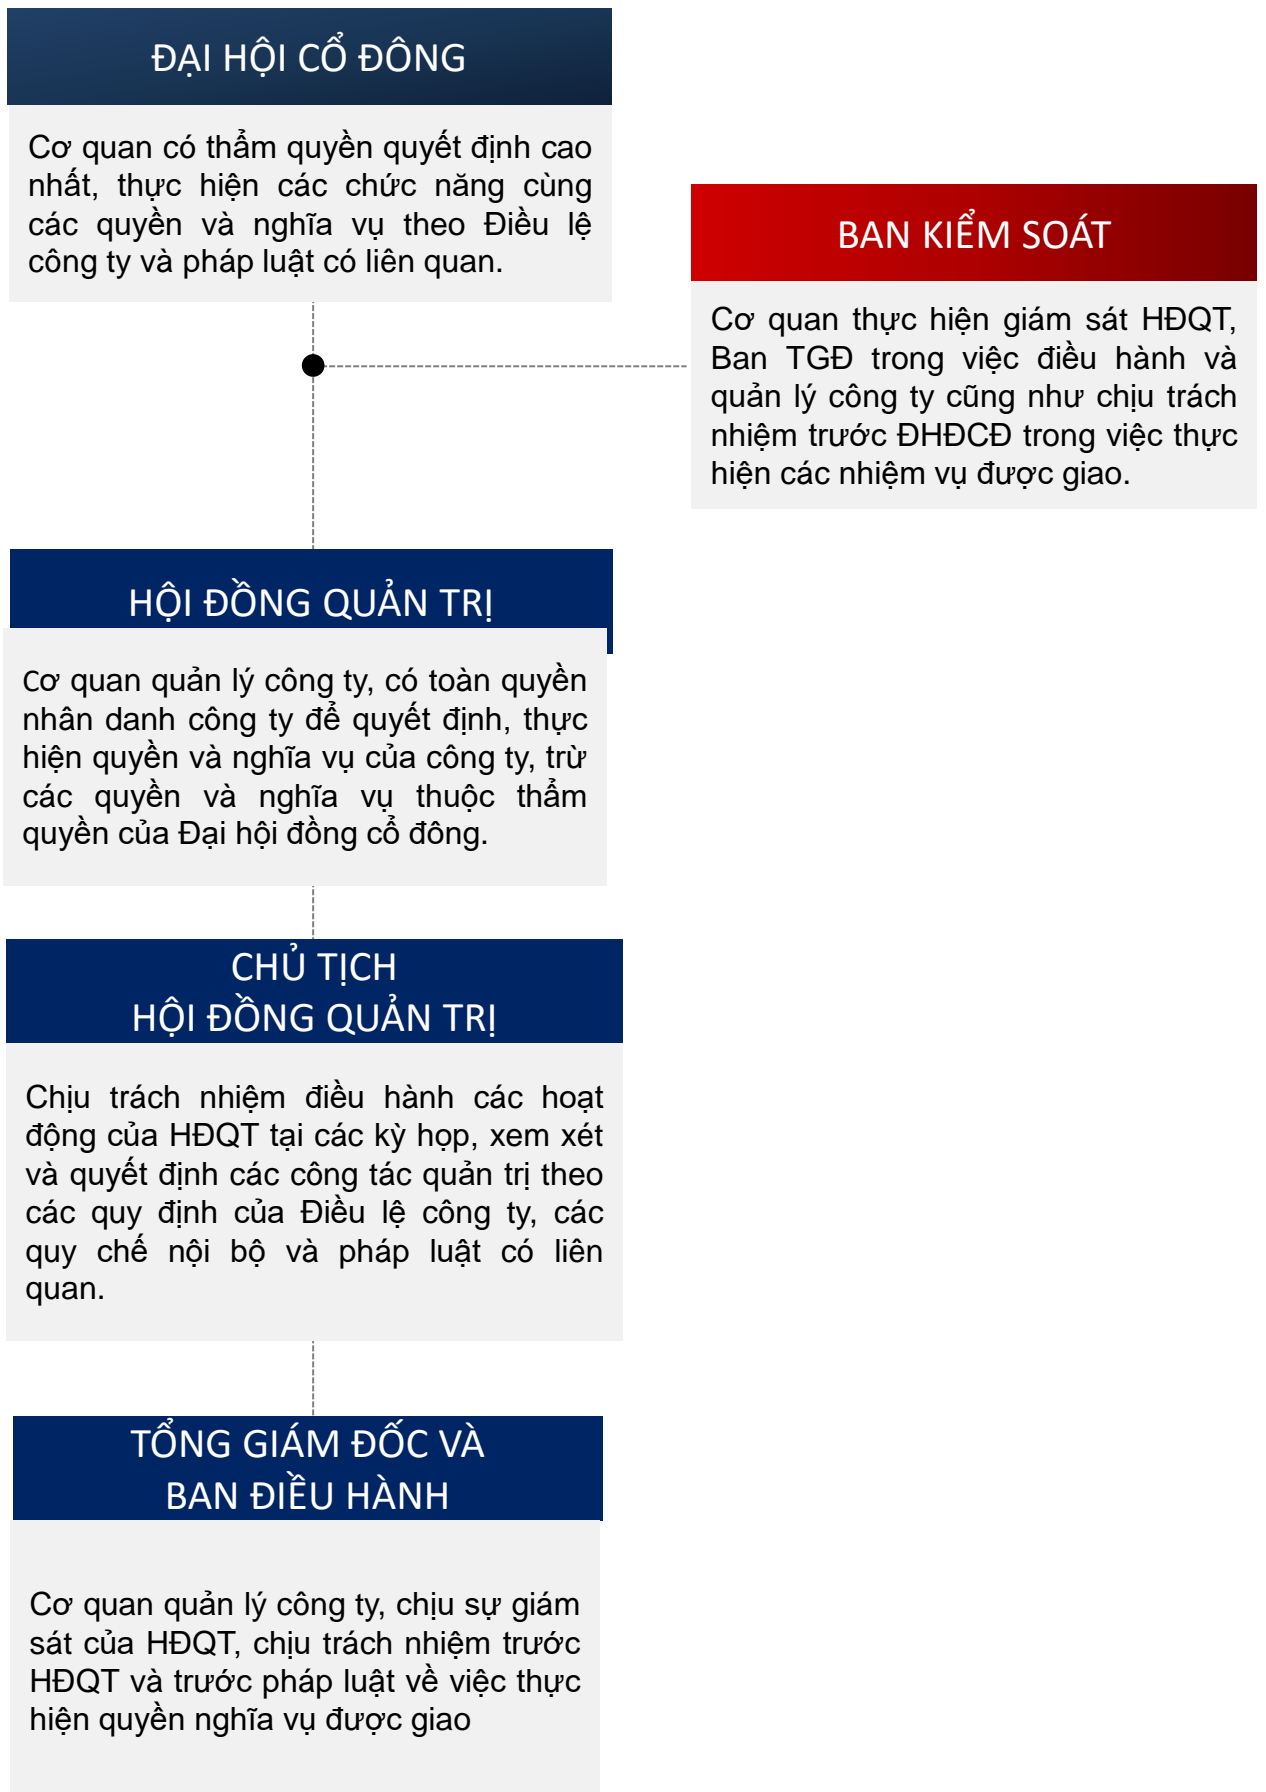 ĐẠI HỘI CỔ ĐÔNG
Cơ quan có thẩm quyền quyết định cao
nhất, thực hiện các chức năng cùng
các quyền và nghĩa vụ theo Điều lệ
công ty và pháp luật có liên quan.
BAN KIỂM SOÁT
Cơ quan thực hiện giám sát HĐQT,
Ban TGĐ trong việc điều hành và
quản lý công ty cũng như chịu trách
nhiệm trước ĐHĐCĐ trong việc thực
hiện các nhiệm vụ được giao.
HỘI ĐỒNG QUẢN TRỊ
Cơ quan quản lý công ty, có toàn quyền
nhân danh công ty để quyết định, thực
hiện quyền và nghĩa vụ của công ty, trừ
các quyền và nghĩa vụ thuộc thẩm
quyền của Đại hội đồng cổ đông.
CHỦ TỊCH
HỘI ĐỒNG QUẢN TRỊ
Chịu trách nhiệm điều hành các hoạt
động của HĐQT tại các kỳ họp, xem xét
và quyết định các công tác quản trị theo
các quy định của Điều lệ công ty, các
quy chế nội bộ và pháp luật có liên
quan.
TỔNG GIÁM ĐỐC VÀ
BAN ĐIỀU HÀNH
Cơ quan quản lý công ty, chịu sự giám
sát của HĐQT, chịu trách nhiệm trước
HĐQT và trước pháp luật về việc thực
hiện quyền nghĩa vụ được giao